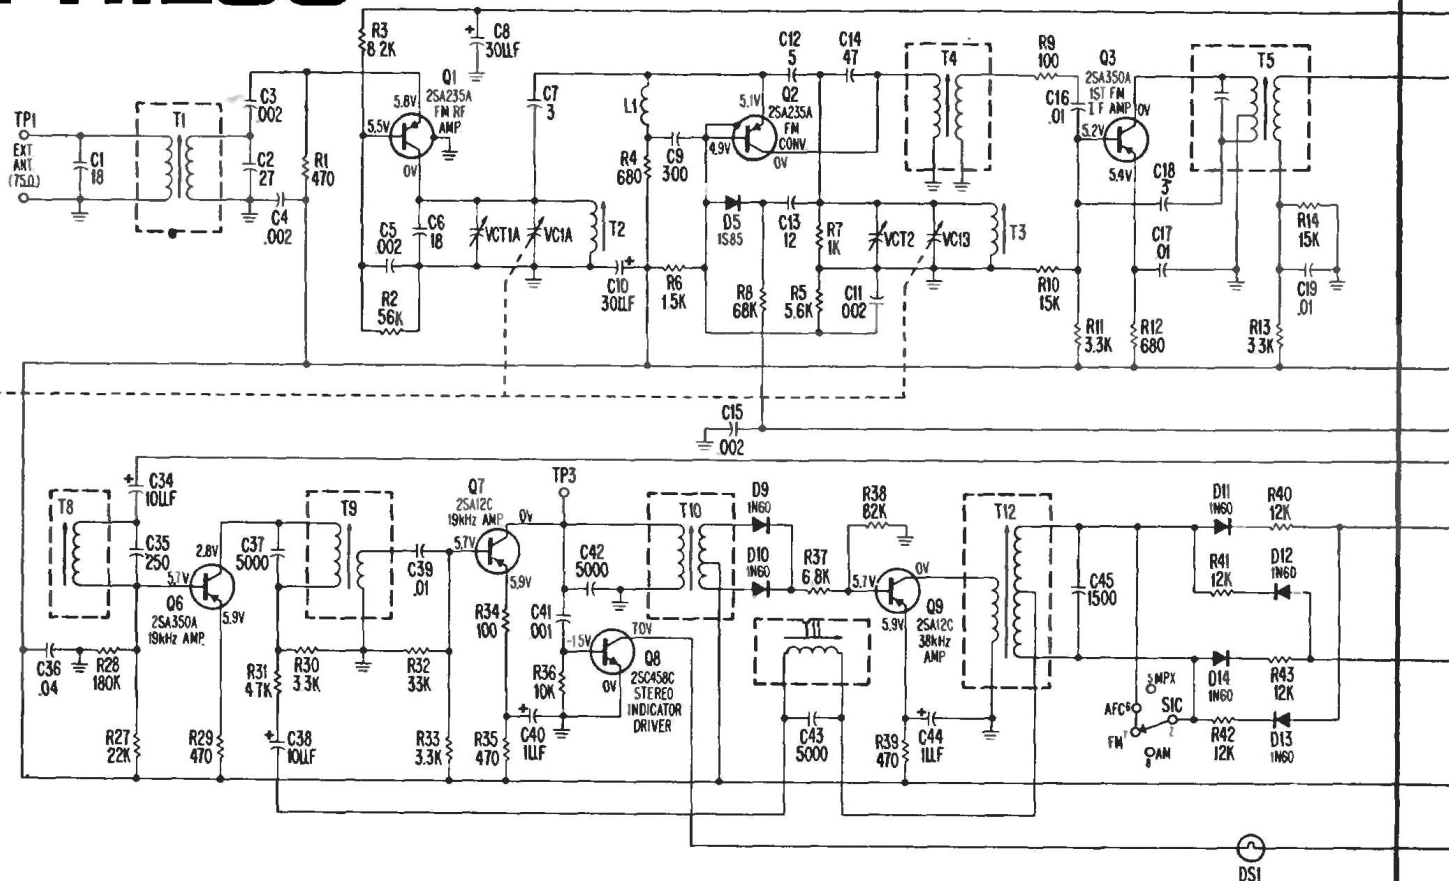 R3
8.2K
C8
30UF
Q1
2SA235A
FM RF
AMP
5.8V
5.5V
0V
C3
.002
TP1
EXT
ANT.
(75Ω)
C1
18
T1
C2
27
C4
.002
R1
470
C5
.002
C6
18
R2
56K
VCT1A
VC1A
T2
C7
3
L1
R4
680
C9
300
C10
30UF
R6
1.5K
C12
5
C14
47
5.1V
Q2
2SA235A
FM
CONV
4.9V
0V
D5
1S85
C13
12
R7
1K
VCT2
VC13
T3
R8
68K
R5
5.6K
C11
002
T4
R9
100
C16
.01
Q3
2SA350A
1ST FM
I F AMP
0V
5.2V
5.4V
T5
C18
3
C17
.01
R10
15K
R11
3.3K
R12
680
R13
3.3K
R14
15K
C19
.01
C15
.002
T8
C34
10UF
C35
250
2.8V
5.7V
Q6
2SA350A
19kHz AMP.
5.9V
C36
.04
R28
180K
R27
22K
R29
470
C37
5000
T9
R31
4.7K
R30
3.3K
C38
10UF
C39
.01
R32
33K
R33
3.3K
Q7
2SA12C
19kHz AMP
0V
5.7V
5.9V
R34
100
R35
470
TP3
C42
5000
C41
.001
-1.5V
7.0V
0V
Q8
2SC458C
STEREO
INDICATOR
DRIVER
R36
10K
C40
1UF
T10
D9
1N60
D10
1N60
R37
6.8K
R38
82K
5.7V
0V
5.9V
Q9
2SA12C
38kHz
AMP
C43
5000
R39
470
C44
1UF
T12
C45
1500
D11
1N60
R40
12K
R41
12K
D12
1N60
D14
1N60
R43
12K
R42
12K
D13
1N60
5 MPX
AFC 6
S1C
FM 7
2
8 AM
DS1